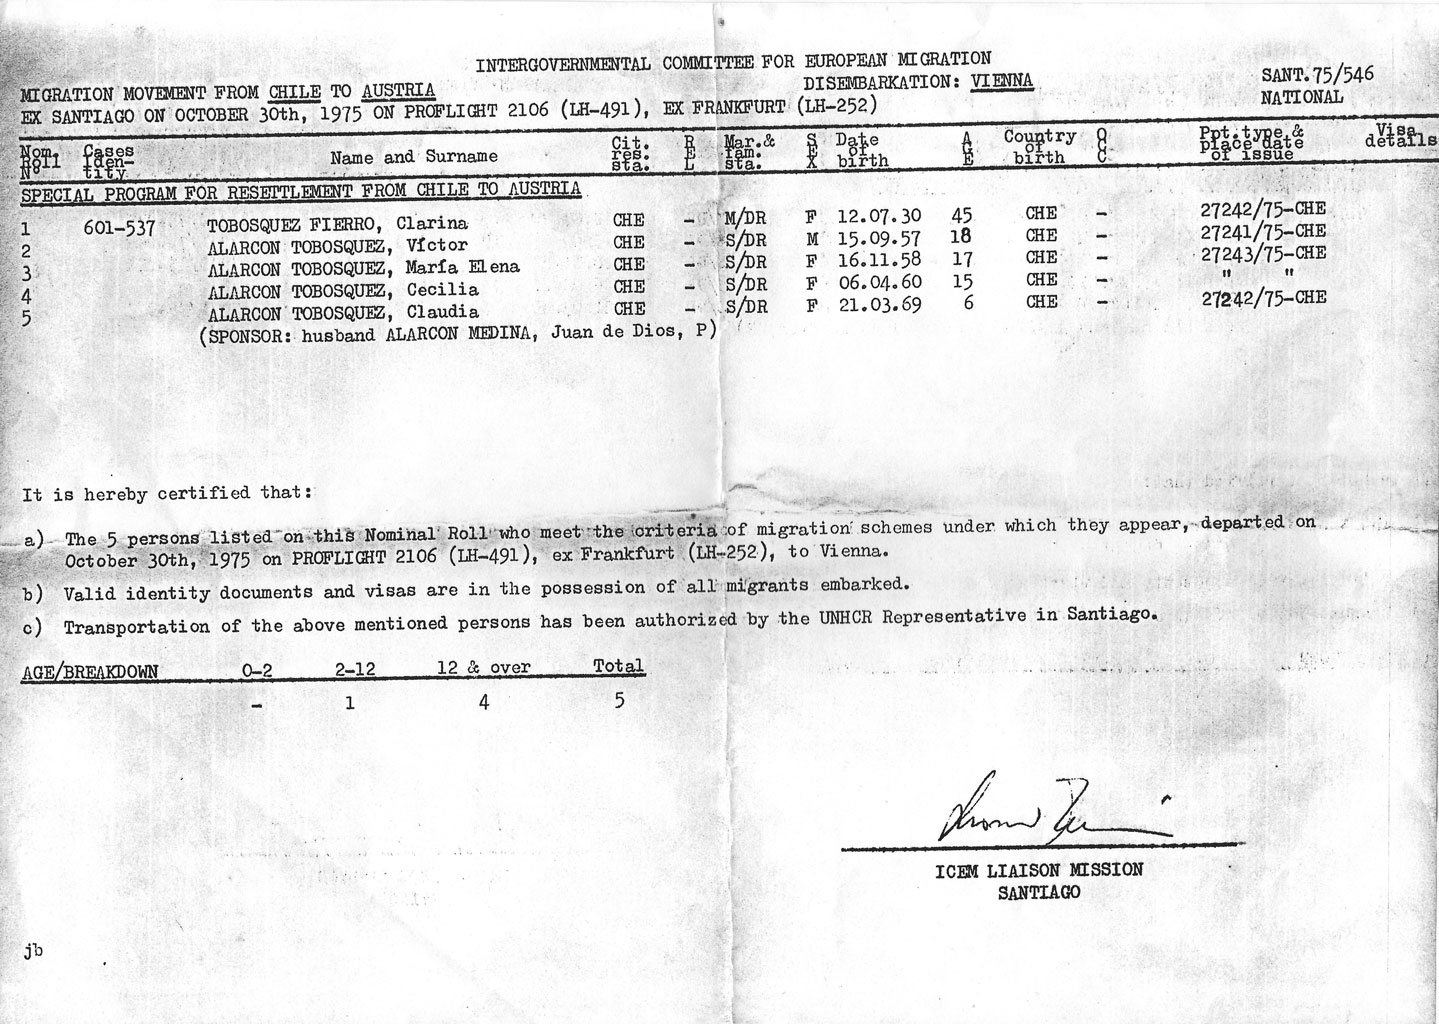 INTERGOVERNMENTAL COMMITTEE FOR EUROPEAN MIGRATION
MIGRATION MOVEMENT FROM CHILE TO AUSTRIA DISEMBARKATION: VIENNA SANT.75/546
EX SANTIAGO ON OCTOBER 30th, 1975 ON PROFLIGHT 2106 (LH-491), EX FRANKFURT (LH-252) NATIONAL
Nom. Roll Nº Cases Iden-tity Name and Surname Cit. res. sta. REL Mar.& fam. sta. SEX Date of birth AGE Country of birth OCC Ppt.type & place date of issue Visa details
SPECIAL PROGRAM FOR RESETTLEMENT FROM CHILE TO AUSTRIA
1 601-537 TOBOSQUEZ FIERRO, Clarina CHE - M/DR F 12.07.30 45 CHE - 27242/75-CHE
2 ALARCON TOBOSQUEZ, Víctor CHE - S/DR M 15.09.57 18 CHE - 27241/75-CHE
3 ALARCON TOBOSQUEZ, María Elena CHE - S/DR F 16.11.58 17 CHE - 27243/75-CHE
4 ALARCON TOBOSQUEZ, Cecilia CHE - S/DR F 06.04.60 15 CHE - " "
5 ALARCON TOBOSQUEZ, Claudia CHE - S/DR F 21.03.69 6 CHE - 27242/75-CHE
(SPONSOR: husband ALARCON MEDINA, Juan de Dios, P)
It is hereby certified that:
a) The 5 persons listed on this Nominal Roll who meet the criteria of migration schemes under which they appear, departed on
October 30th, 1975 on PROFLIGHT 2106 (LH-491), ex Frankfurt (LH-252), to Vienna.
b) Valid identity documents and visas are in the possession of all migrants embarked.
c) Transportation of the above mentioned persons has been authorized by the UNHCR Representative in Santiago.
AGE/BREAKDOWN 0-2 2-12 12 & over Total
- 1 4 5
ICEM LIAISON MISSION
SANTIAGO
jb